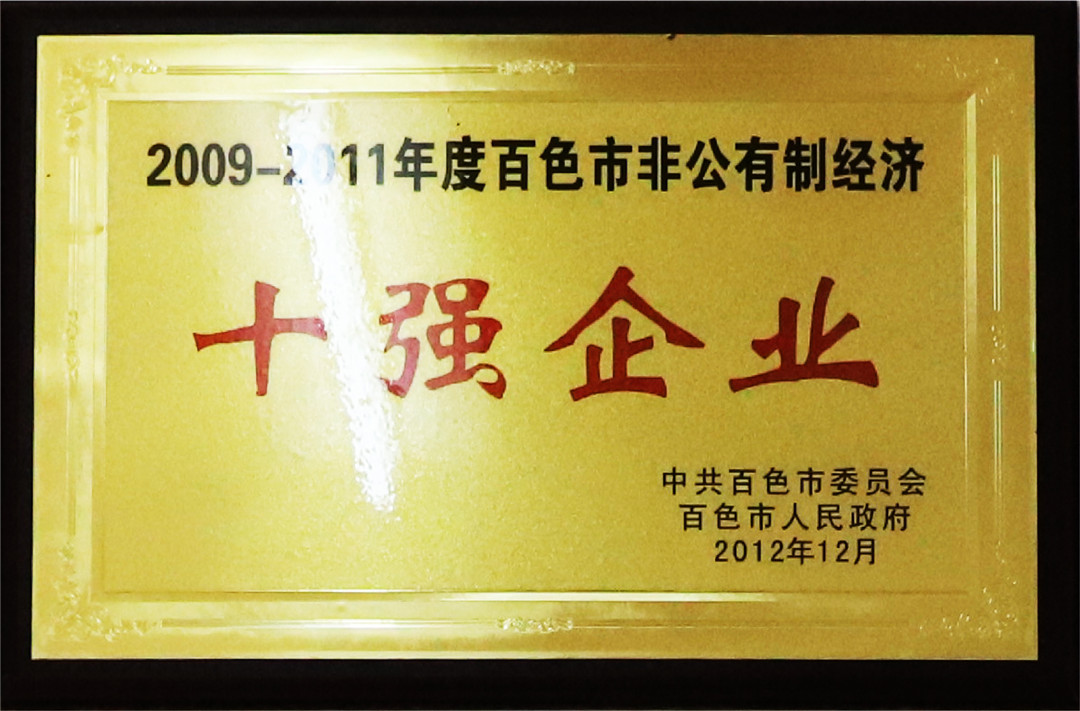 2009-2011年度百色市非公有制经济
十强企业
中共百色市委员会
百色市人民政府
2012年12月